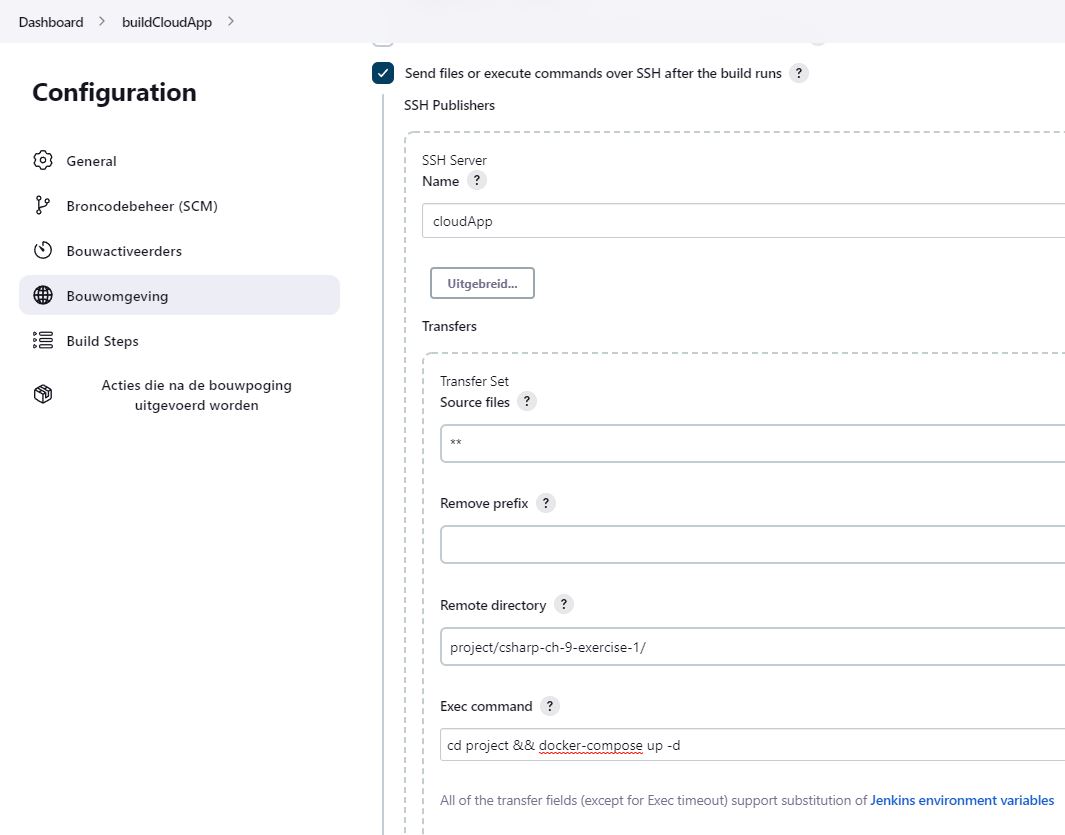 Dashboard > buildCloudApp >
Configuration
General
Broncodebeheer (SCM)
Bouwactiveerders
Bouwomgeving
Build Steps
Acties die na de bouwpoging
uitgevoerd worden
Send files or execute commands over SSH after the build runs ?
SSH Publishers
SSH Server
Name ?
cloudApp
Uitgebreid...
Transfers
Transfer Set
Source files ?
**
Remove prefix ?
Remote directory ?
project/csharp-ch-9-exercise-1/
Exec command ?
cd project && docker-compose up -d
All of the transfer fields (except for Exec timeout) support substitution of Jenkins environment variables